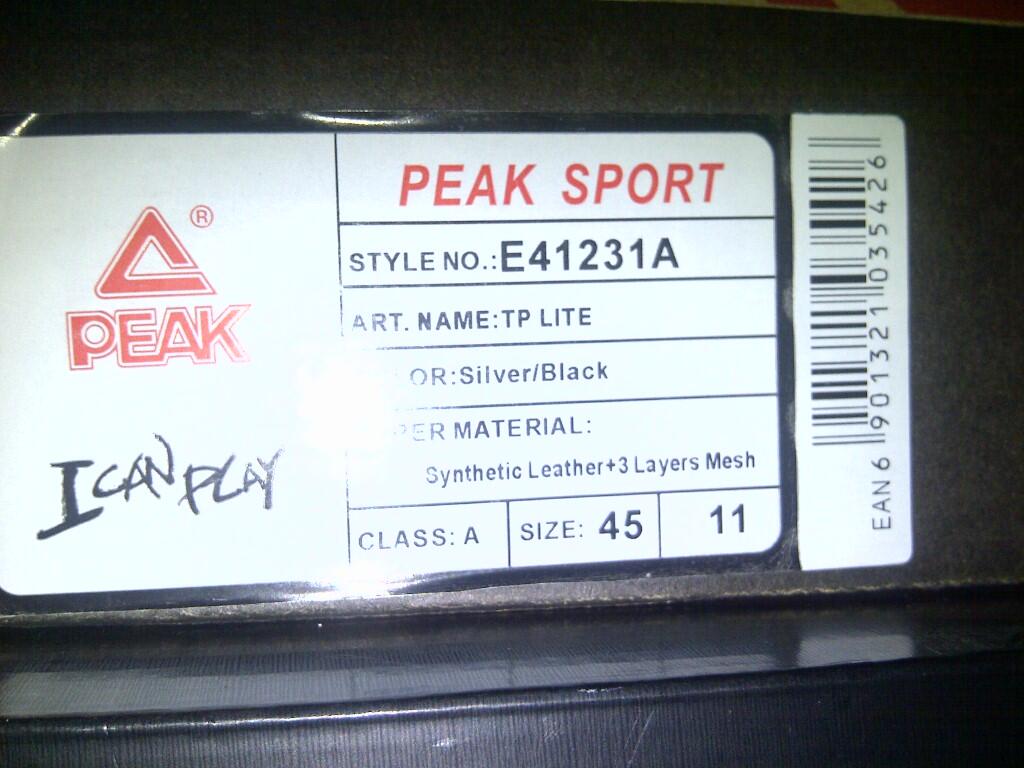 ®
PEAK
I CAN PLAY
PEAK SPORT
STYLE NO.:E41231A
ART. NAME:TP LITE
OR:Silver/Black
PER MATERIAL:
Synthetic Leather+3 Layers Mesh
CLASS: A
SIZE: 45
11
EAN 6 901321 035426